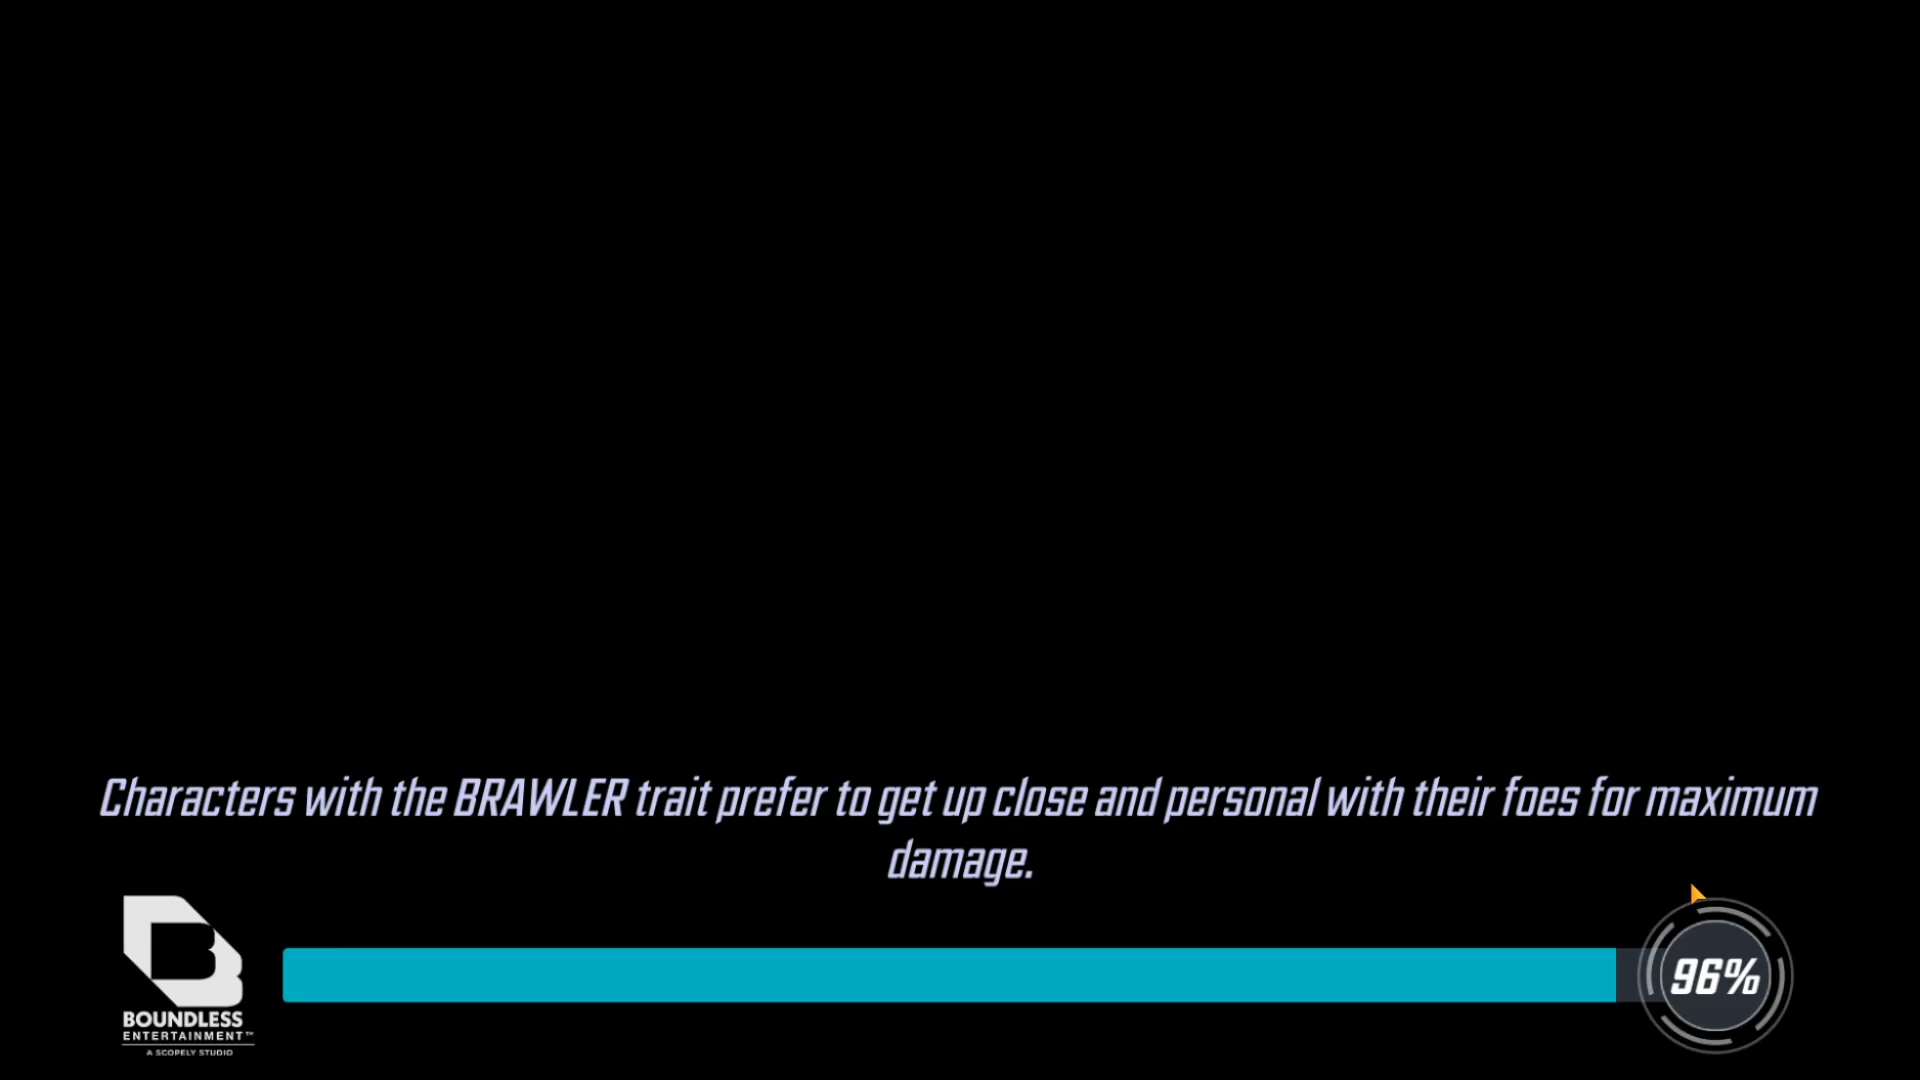 Characters with the BRAWLER trait prefer to get up close and personal with their foes for maximum
damage.
96%
BOUNDLESS
ENTERTAINMENT™
A SCOPELY STUDIO